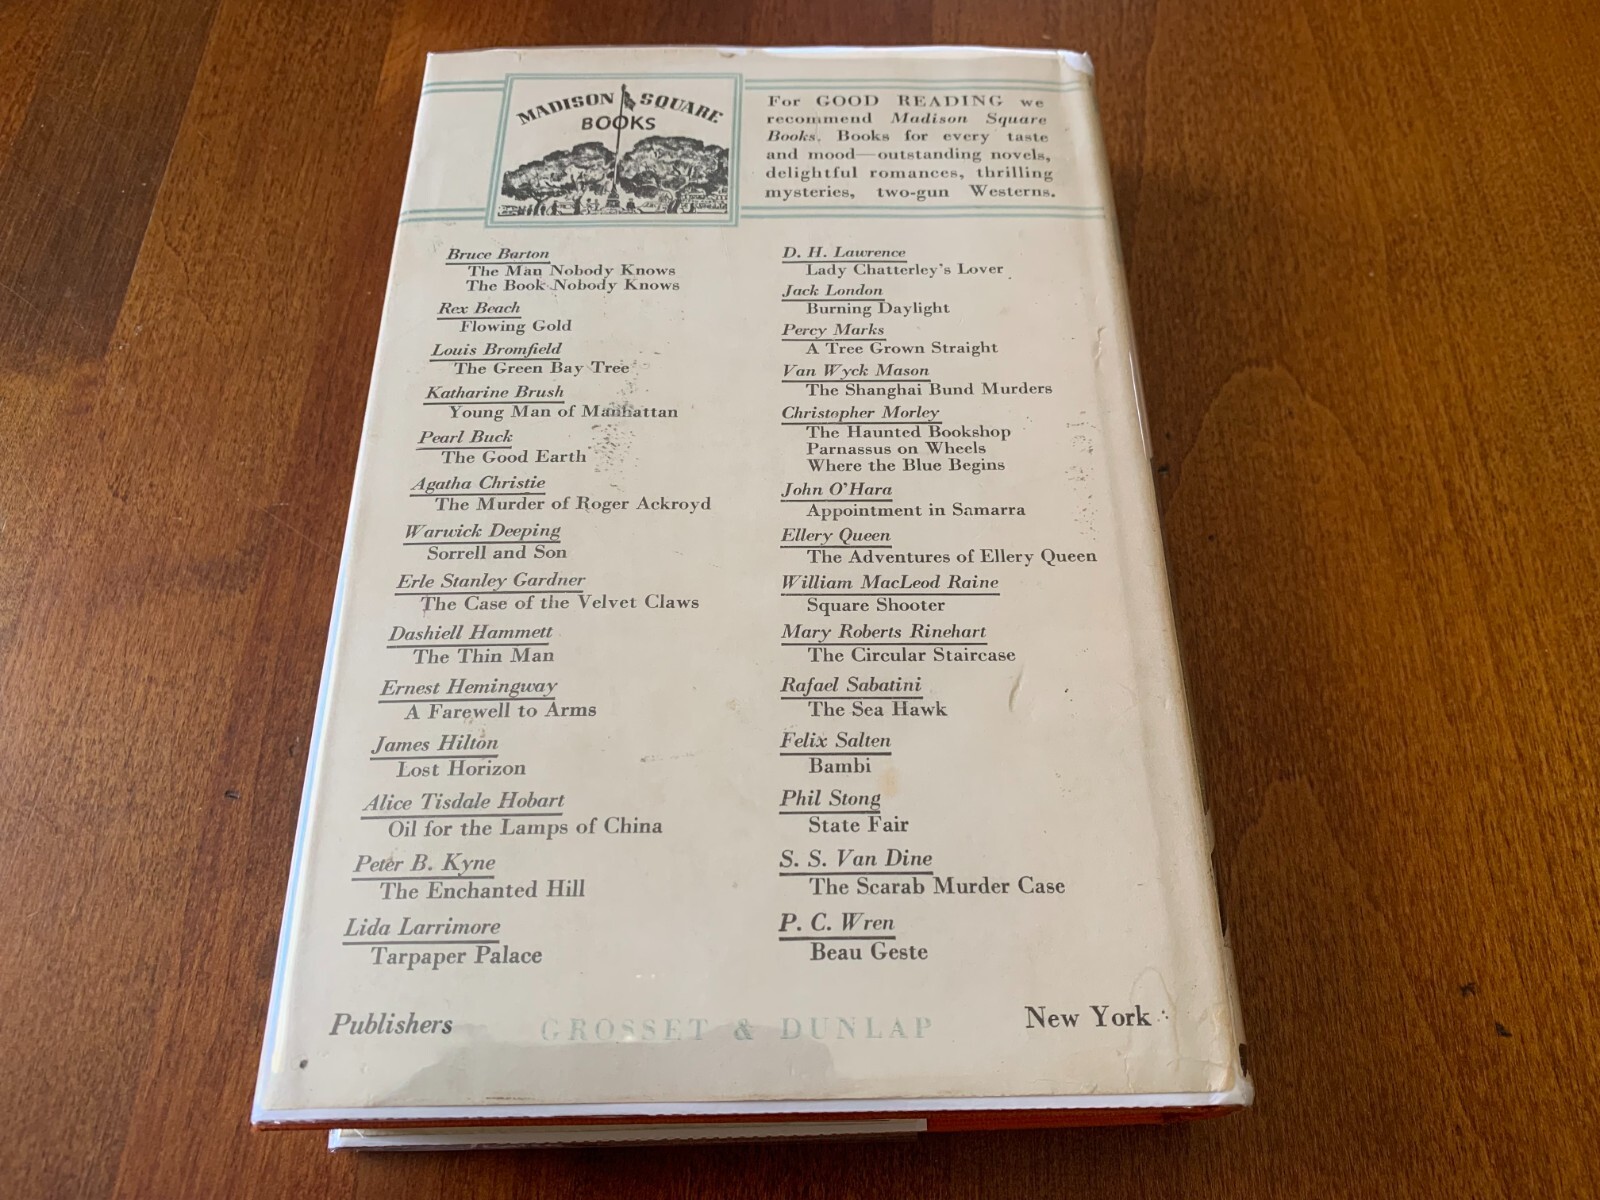 MADISON SQUARE
BOOKS
For GOOD READING we
recommend Madison Square
Books. Books for every taste
and mood—outstanding novels,
delightful romances, thrilling
mysteries, two-gun Westerns.
Bruce Barton
The Man Nobody Knows
The Book Nobody Knows
Rex Beach
Flowing Gold
Louis Bromfield
The Green Bay Tree
Katharine Brush
Young Man of Manhattan
Pearl Buck
The Good Earth
Agatha Christie
The Murder of Roger Ackroyd
Warwick Deeping
Sorrell and Son
Erle Stanley Gardner
The Case of the Velvet Claws
Dashiell Hammett
The Thin Man
Ernest Hemingway
A Farewell to Arms
James Hilton
Lost Horizon
Alice Tisdale Hobart
Oil for the Lamps of China
Peter B. Kyne
The Enchanted Hill
Lida Larrimore
Tarpaper Palace
D. H. Lawrence
Lady Chatterley's Lover
Jack London
Burning Daylight
Percy Marks
A Tree Grown Straight
Van Wyck Mason
The Shanghai Bund Murders
Christopher Morley
The Haunted Bookshop
Parnassus on Wheels
Where the Blue Begins
John O'Hara
Appointment in Samarra
Ellery Queen
The Adventures of Ellery Queen
William MacLeod Raine
Square Shooter
Mary Roberts Rinehart
The Circular Staircase
Rafael Sabatini
The Sea Hawk
Felix Salten
Bambi
Phil Stong
State Fair
S. S. Van Dine
The Scarab Murder Case
P. C. Wren
Beau Geste
Publishers GROSSET & DUNLAP New York